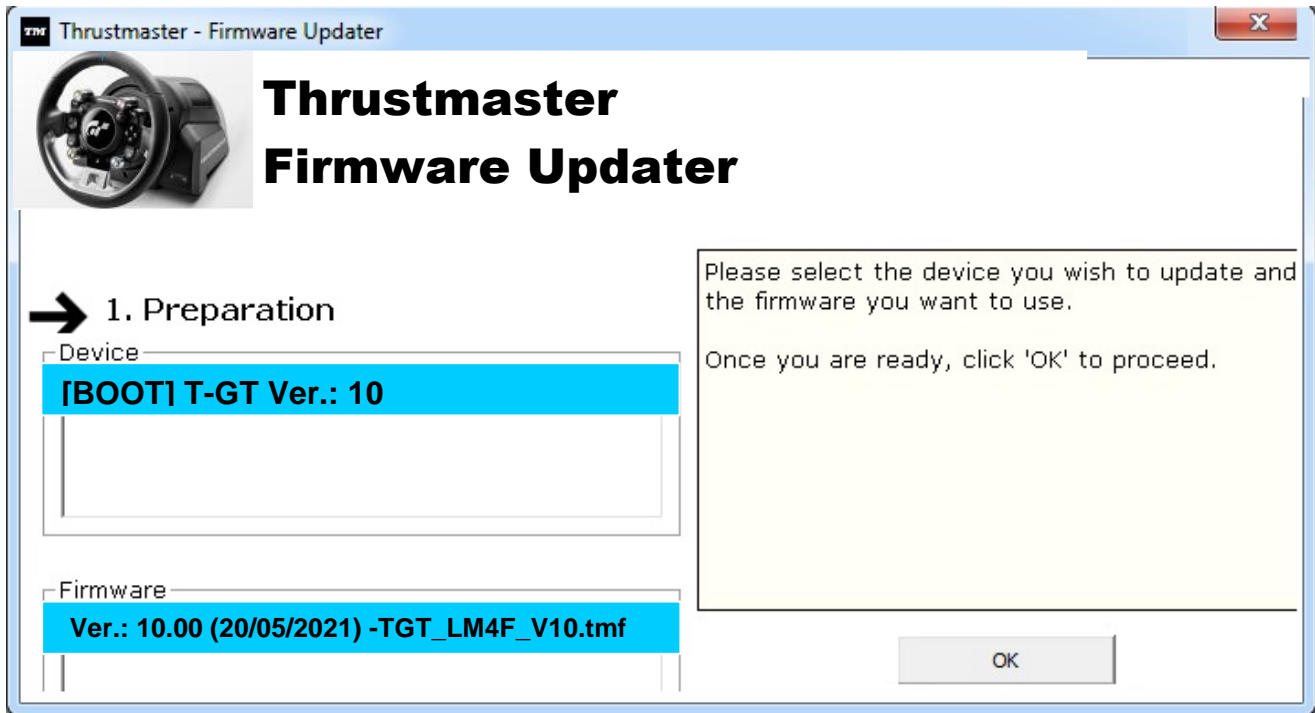 TM Thrustmaster - Firmware Updater
X
Thrustmaster
Firmware Updater
1. Preparation
Device
[BOOT] T-GT Ver.: 10
Firmware
Ver.: 10.00 (20/05/2021) -TGT_LM4F_V10.tmf
Please select the device you wish to update and
the firmware you want to use.
Once you are ready, click 'OK' to proceed.
OK